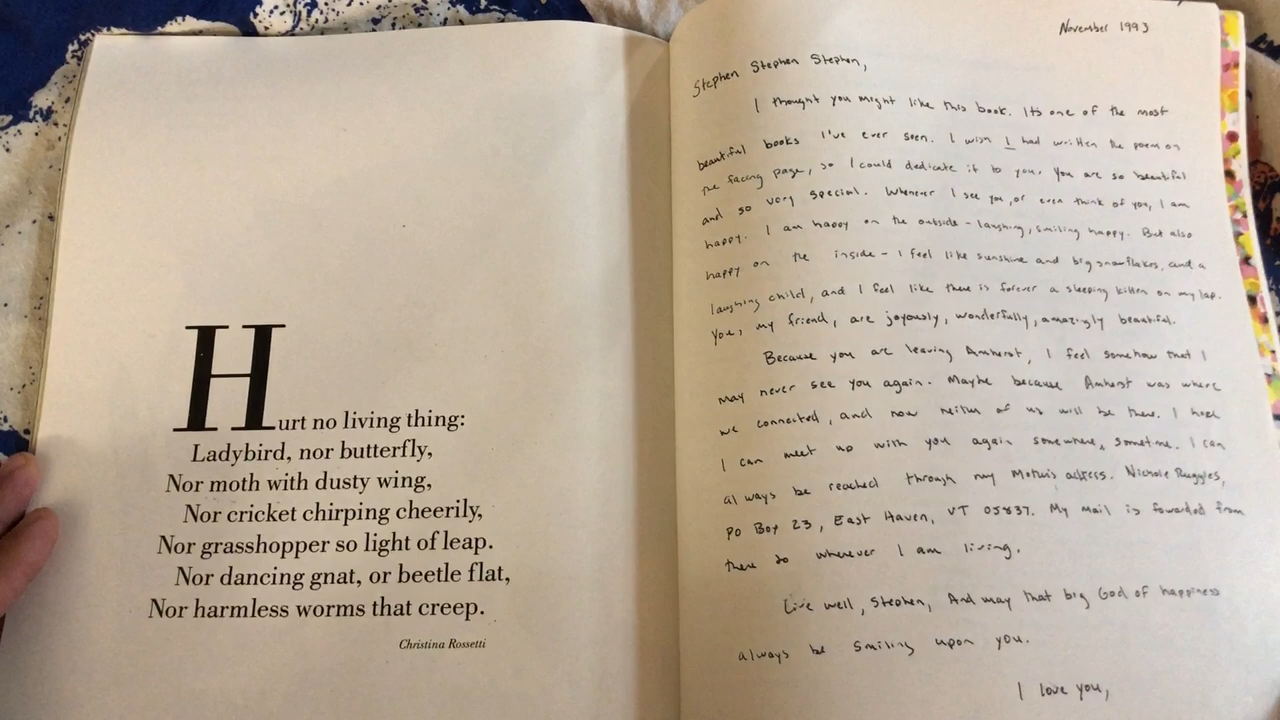 Hurt no living thing:
Ladybird, nor butterfly,
Nor moth with dusty wing,
Nor cricket chirping cheerily,
Nor grasshopper so light of leap.
Nor dancing gnat, or beetle flat,
Nor harmless worms that creep.
Christina Rossetti
November 1993
Stephen Stephen Stephen,
I thought you might like this book. Its one of the most
beautiful books I've ever seen. I wish I had written the poem on
the facing page, so I could dedicate it to you. You are so beautiful
and so very special. Whenever I see you, or even think of you, I am
happy. I am happy on the outside - laughing, smiling happy. But also
happy on the inside - I feel like sunshine and big snowflakes, and a
laughing child, and I feel like there is forever a sleeping kitten on my lap.
You, my friend, are joyously, wonderfully, amazingly beautiful.
Because you are leaving Amherst, I feel somehow that I
may never see you again. Maybe because Amherst was where
we connected, and now neither of us will be there. I hope
I can meet up with you again somewhere, sometime. I can
always be reached through my Mother's address. Nichole Ruggles,
PO Box 23, East Haven, VT 05837. My mail is forwarded from
there to wherever I am living.
Live well, Stephen, And may that big God of happiness
always be smiling upon you.
I love you,